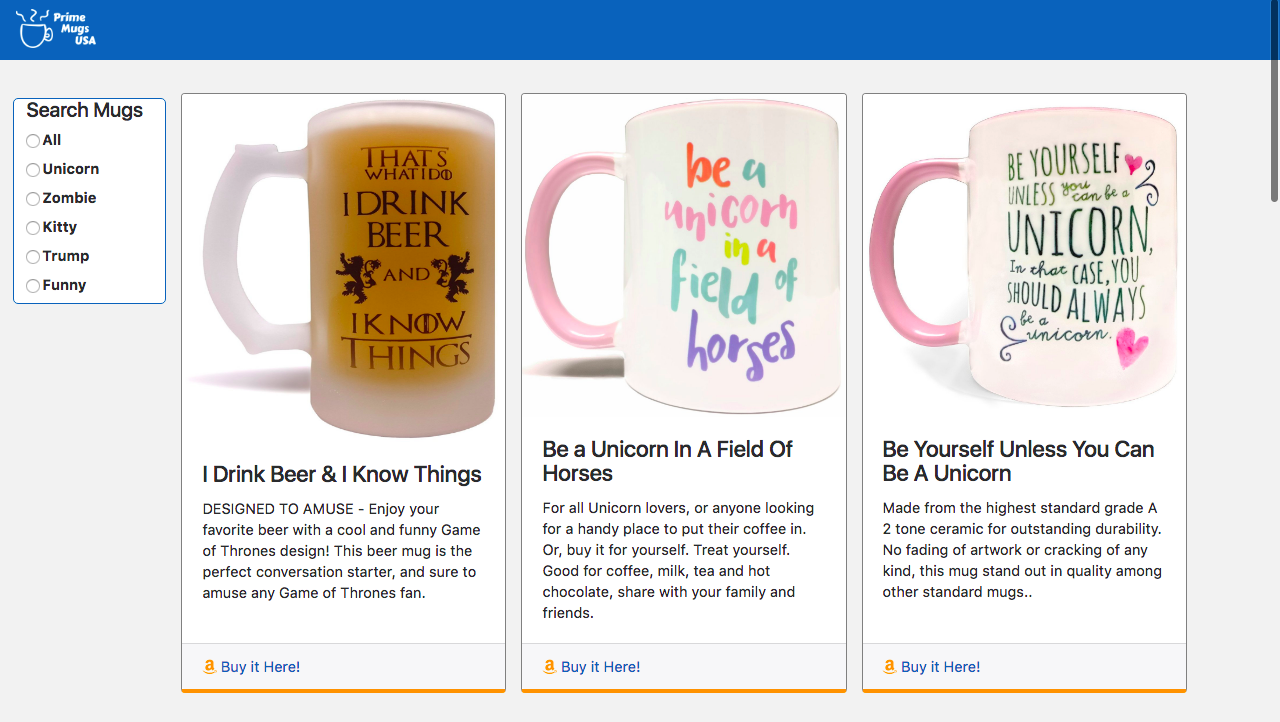 Prime
Mugs
USA
Search Mugs
All
Unicorn
Zombie
Kitty
Trump
Funny
THAT'S
WHAT I DO
I DRINK
BEER
AND
I KNOW
THINGS
I Drink Beer & I Know Things
DESIGNED TO AMUSE - Enjoy your
favorite beer with a cool and funny Game
of Thrones design! This beer mug is the
perfect conversation starter, and sure to
amuse any Game of Thrones fan.
a Buy it Here!
be a
unicorn
in a
field of
horses
Be a Unicorn In A Field Of
Horses
For all Unicorn lovers, or anyone looking
for a handy place to put their coffee in.
Or, buy it for yourself. Treat yourself.
Good for coffee, milk, tea and hot
chocolate, share with your family and
friends.
a Buy it Here!
BE YOURSELF
UNLESS you can be a
UNICORN,
In that CASE, YOU
SHOULD ALWAYS
be a
unicorn.
Be Yourself Unless You Can
Be A Unicorn
Made from the highest standard grade A
2 tone ceramic for outstanding durability.
No fading of artwork or cracking of any
kind, this mug stand out in quality among
other standard mugs..
a Buy it Here!